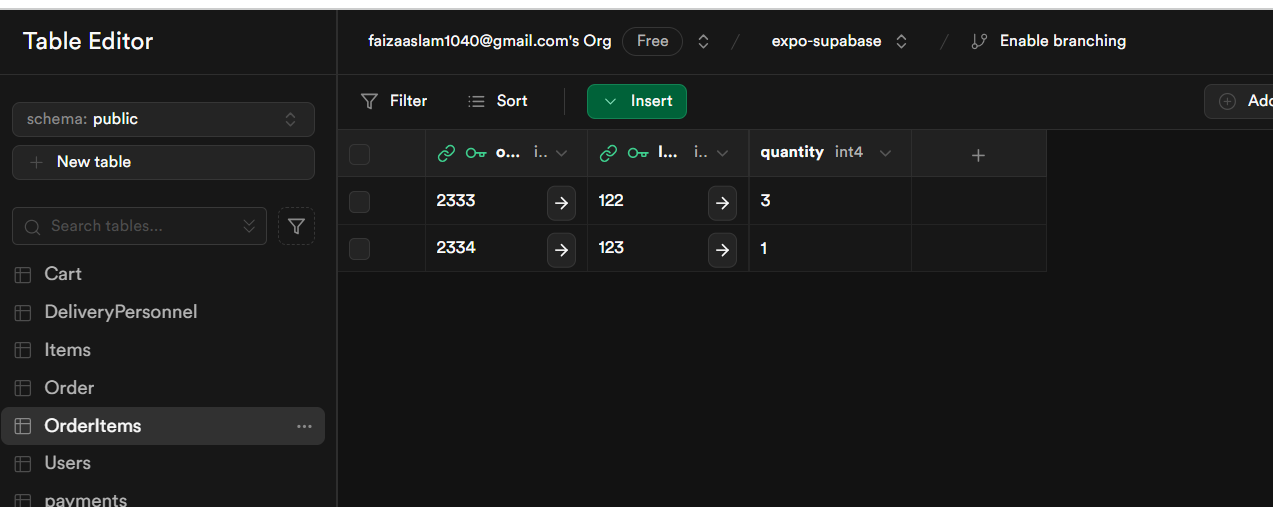 Table Editor
faizaaslam1040@gmail.com's Org Free / expo-supabase / Enable branching
schema: public
New table
Search tables...
Cart
DeliveryPersonnel
Items
Order
OrderItems
Users
payments
Filter Sort Insert
o... i.. I... i.. quantity int4
2333 122 3
2334 123 1